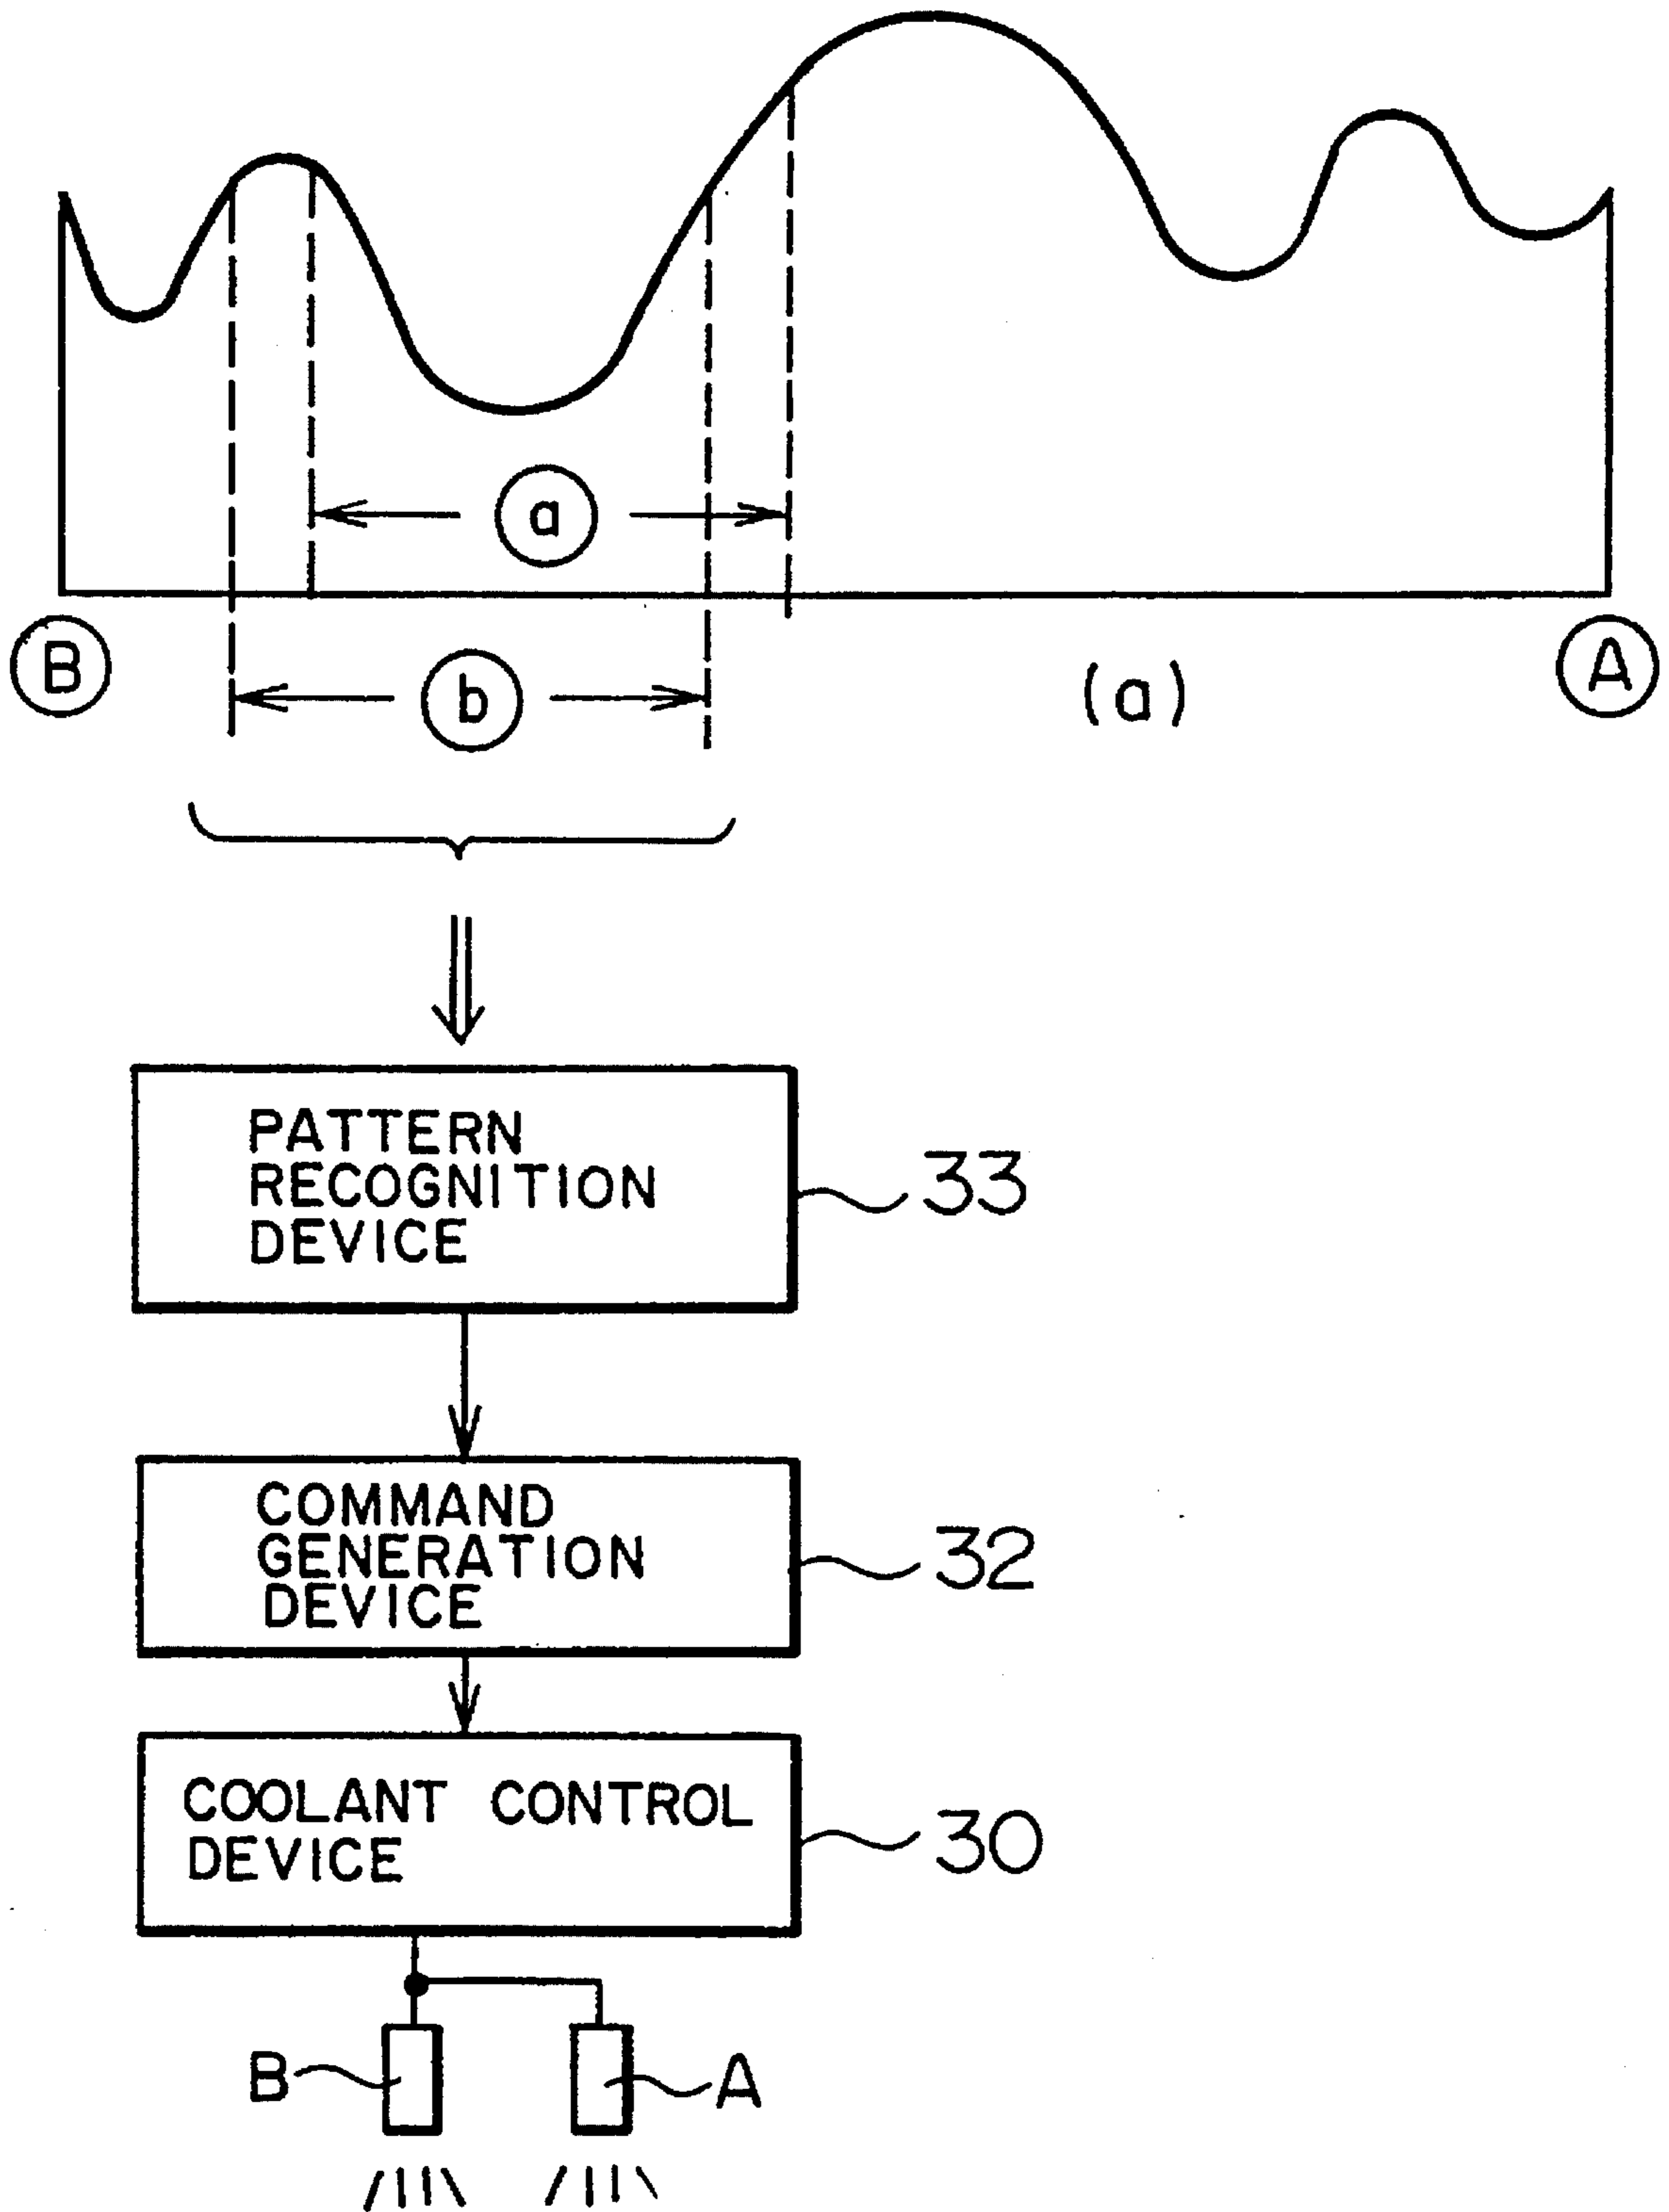 a
B
b
(a)
A
PATTERN
RECOGNITION
DEVICE
33
COMMAND
GENERATION
DEVICE
32
COOLANT CONTROL
DEVICE
30
B
A